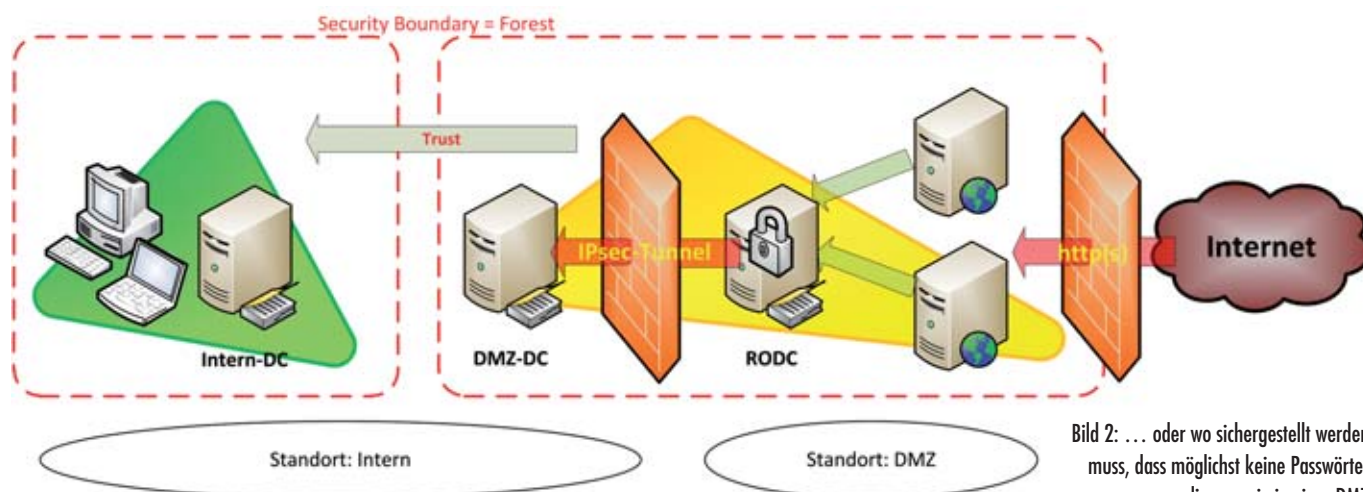 Security Boundary = Forest
Trust
IPsec-Tunnel
http(s)
Internet
Intern-DC
DMZ-DC
RODC
Standort: Intern
Standort: DMZ
Bild 2: … oder wo sichergestellt werden
muss, dass möglichst keine Passwörter